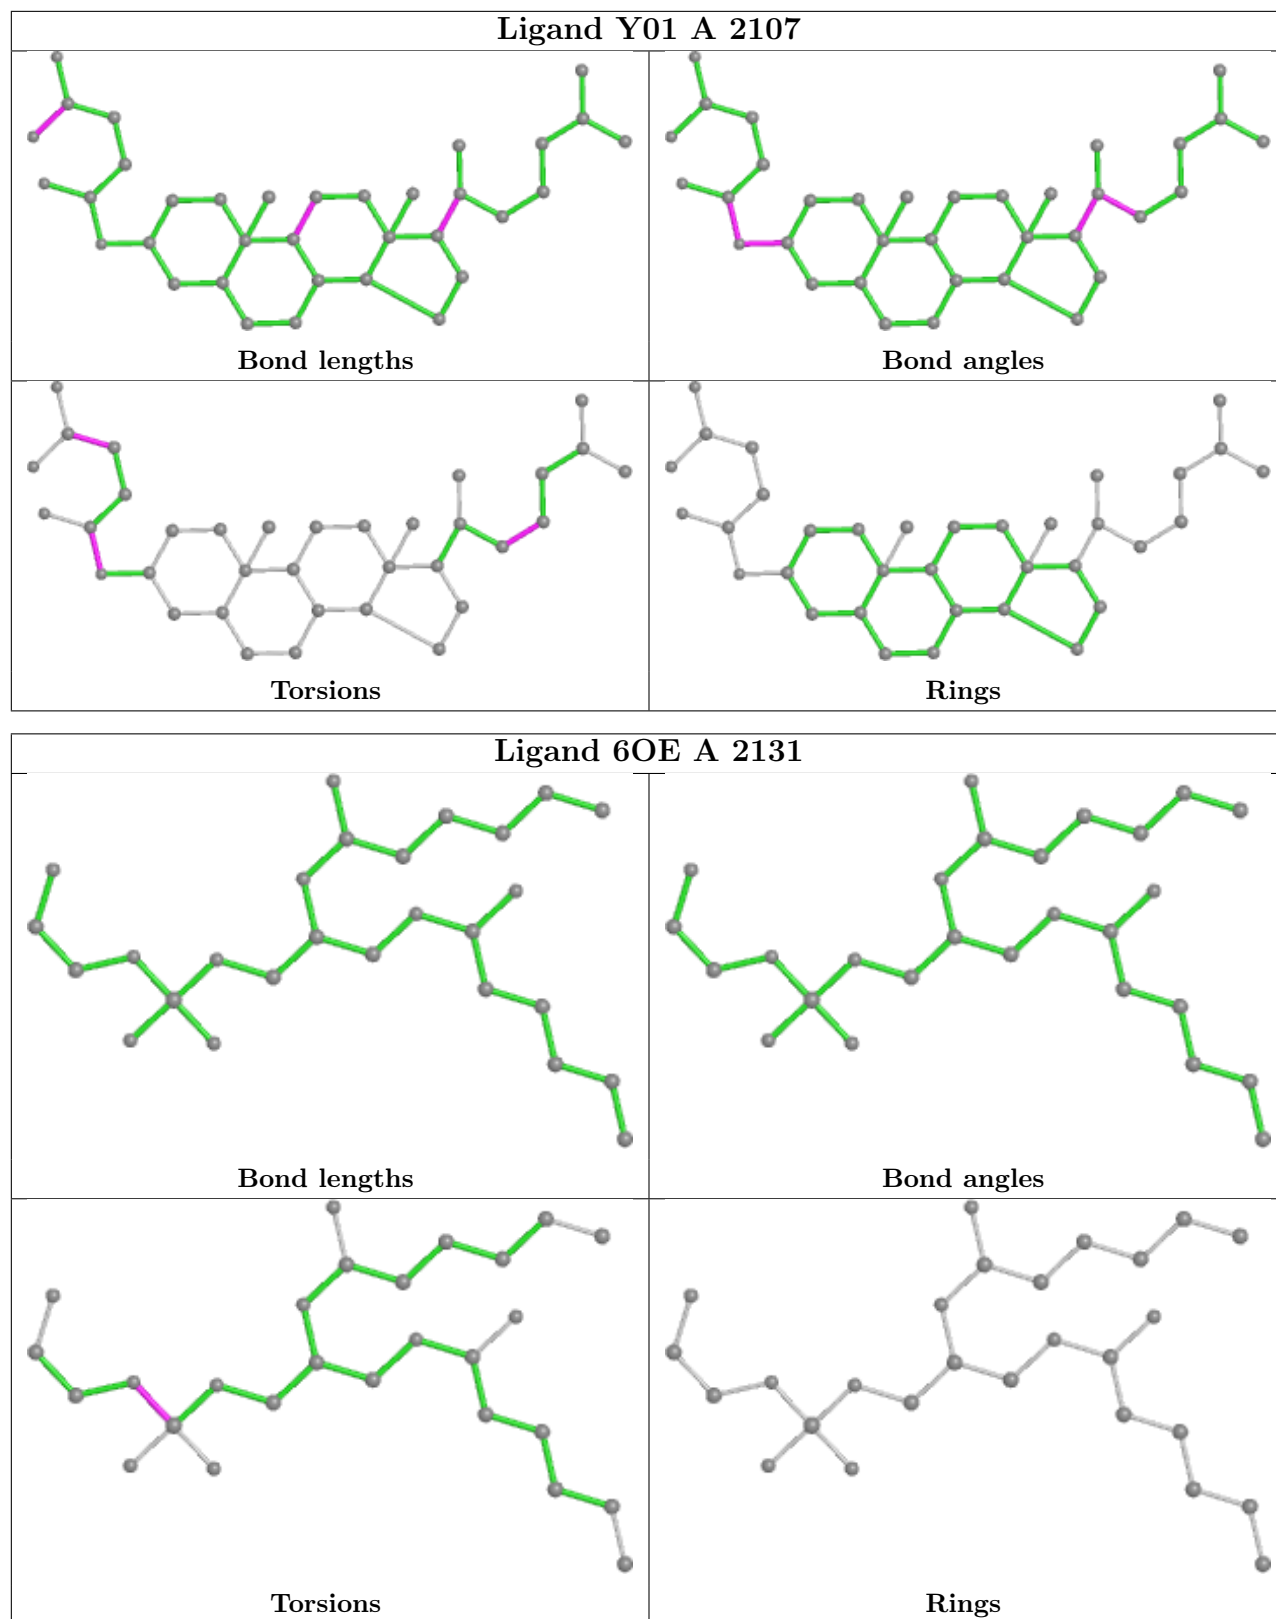 Ligand Y01 A 2107
Bond lengths
Bond angles
Torsions
Rings
Ligand 6OE A 2131
Bond lengths
Bond angles
Torsions
Rings